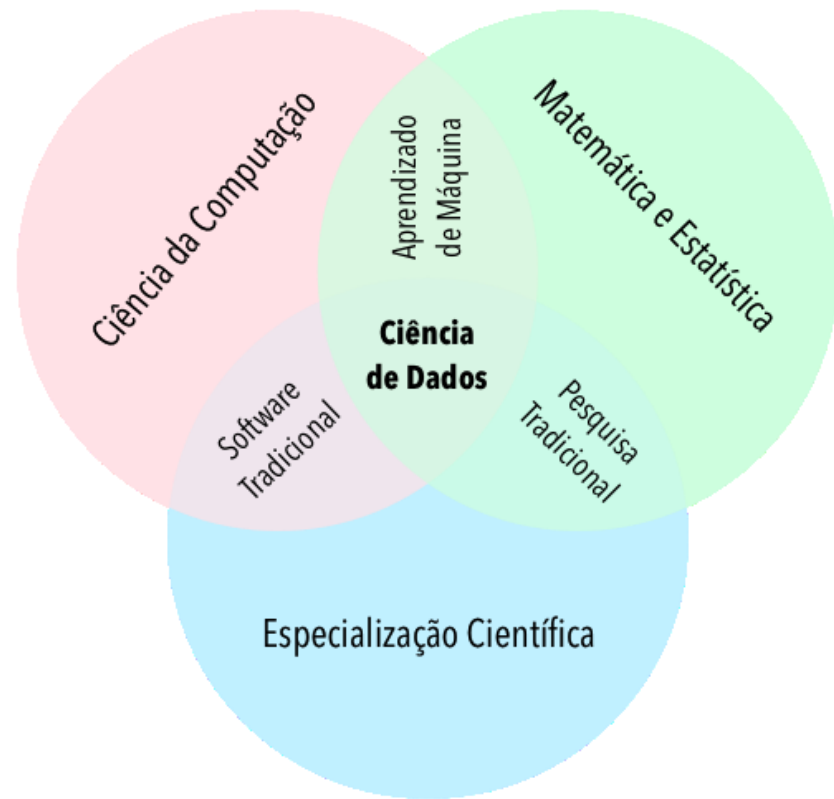 Ciência da Computação
Aprendizado
de Máquina
Matemática e Estatística
Ciência
de Dados
Software
Tradicional
Pesquisa
Tradicional
Especialização Científica